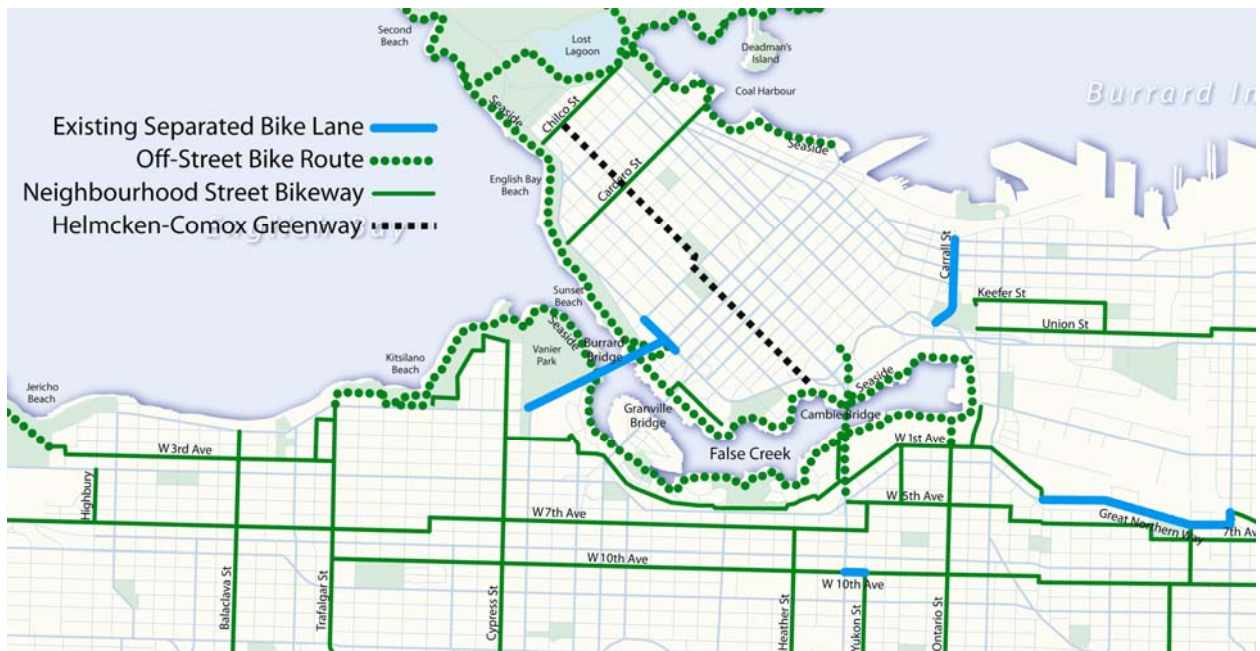 Second
Beach
Lost
Lagoon
Deadman's
Island
Coal Harbour
Burrard In
Seaside
Chilco St
Seaside
Existing Separated Bike Lane
Off-Street Bike Route
Neighbourhood Street Bikeway
Helmcken-Comox Greenway
English Bay
English Bay
Beach
Cardero St
Carrall St
Keefer St
Union St
Sunset
Beach
Seaside
Vanier
Park
Burrard
Bridge
Kitsilano
Beach
Jericho
Beach
Seaside
Granville
Bridge
Cambie Bridge
False Creek
W 1st Ave
W 3rd Ave
Highbury
W 5th Ave
W 7th Ave
Great Northern Way
7th Av
W 10th Ave
W 10th Ave
Balaclava St
Trafalgar St
Cypress St
Heather St
Yukon St
Ontario St